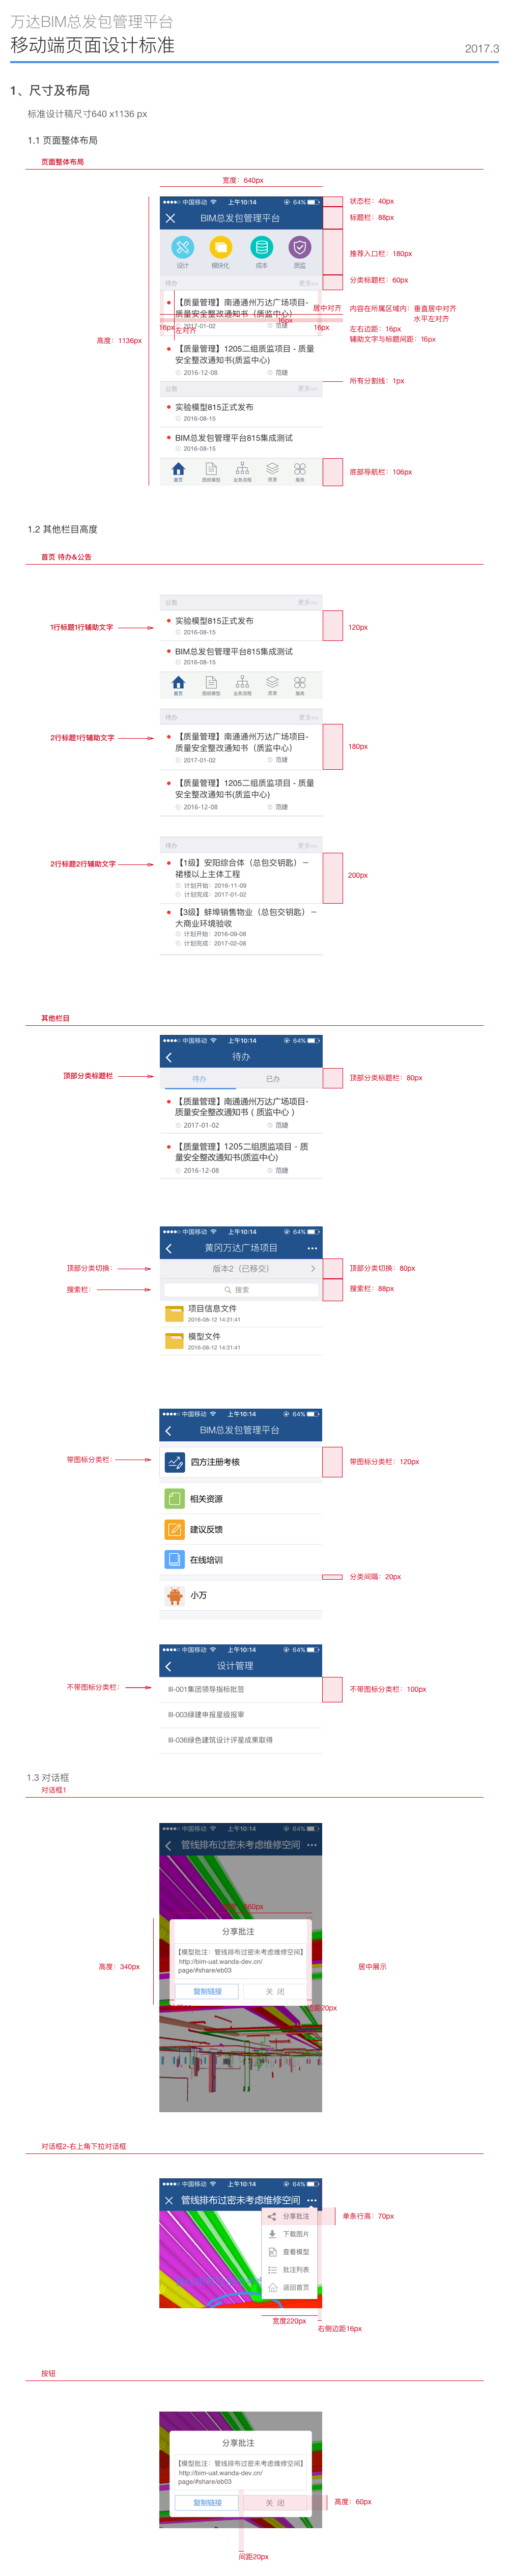 万达BIM总发包管理平台
移动端页面设计标准
2017.3
1、尺寸及布局
标准设计稿尺寸640 x1136 px
1.1 页面整体布局
页面整体布局
宽度：640px
高度：1136px
中国移动 上午10:14 64%
BIM总发包管理平台
设计 模块化 成本 质监
待办 更多>>
【质量管理】南通通州万达广场项目-
质量安全整改通知书（质监中心）
2017-01-02 范婕
16px 左对齐 16px 16px
居中对齐
【质量管理】1205二组质监项目 - 质量
安全整改通知书(质监中心)
2016-12-08 范婕
公告 更多>>
实验模型815正式发布
2016-08-15
BIM总发包管理平台815集成测试
2016-08-15
首页 图纸模型 业务流程 资源 服务
状态栏：40px
标题栏：88px
推荐入口栏：180px
分类标题栏：60px
内容在所属区域内：垂直居中对齐
水平左对齐
左右边距：16px
辅助文字与标题间距：16px
所有分割线：1px
底部导航栏：106px
1.2 其他栏目高度
首页 待办&公告
公告 更多>>
1行标题1行辅助文字
实验模型815正式发布
2016-08-15
120px
BIM总发包管理平台815集成测试
2016-08-15
首页 图纸模型 业务流程 资源 服务
待办 更多>>
2行标题1行辅助文字
【质量管理】南通通州万达广场项目-
质量安全整改通知书（质监中心）
2017-01-02 范婕
180px
【质量管理】1205二组质监项目 - 质量
安全整改通知书(质监中心)
2016-12-08 范婕
待办 更多>>
2行标题2行辅助文字
【1级】安阳综合体（总包交钥匙）－
裙楼以上主体工程
计划开始：2016-11-09
计划完成：2017-01-02
200px
【3级】蚌埠销售物业（总包交钥匙）－
大商业环境验收
计划开始：2016-09-08
计划完成：2017-02-08
其他栏目
中国移动 上午10:14 64%
待办
顶部分类标题栏
待办 已办
顶部分类标题栏：80px
【质量管理】南通通州万达广场项目-
质量安全整改通知书（质监中心）
2017-01-02 范婕
【质量管理】1205二组质监项目 - 质
量安全整改通知书(质监中心)
2016-12-08 范婕
中国移动 上午10:14 64%
黄冈万达广场项目
顶部分类切换：
版本2（已移交）
顶部分类切换：80px
搜索栏：
搜索
搜索栏：88px
项目信息文件
2016-08-12 14:31:41
模型文件
2016-08-12 14:31:41
中国移动 上午10:14 64%
BIM总发包管理平台
带图标分类栏：
四方注册考核
带图标分类栏：120px
相关资源
建议反馈
在线培训
分类间隔：20px
小万
中国移动 上午10:14 64%
设计管理
不带图标分类栏：
III-001集团领导指标批签
不带图标分类栏：100px
III-003绿建申报星级报审
III-036绿色建筑设计评星成果取得
1.3 对话框
对话框1
中国移动 上午10:14 64%
管线排布过密未考虑维修空间
分享批注
【模型批注：管线排布过密未考虑维修空间】
http://bim-uat.wanda-dev.cn/
page/#share/eb03
高度：340px
居中展示
复制链接 关 闭
对话框2-右上角下拉对话框
中国移动 上午10:14 64%
管线排布过密未考虑维修空间
分享批注
单条行高：70px
下载图片
查看模型
批注列表
返回首页
宽度220px
右侧边距16px
按钮
分享批注
【模型批注：管线排布过密未考虑维修空间】
http://bim-uat.wanda-dev.cn/
page/#share/eb03
复制链接 关 闭
高度：60px
间距20px